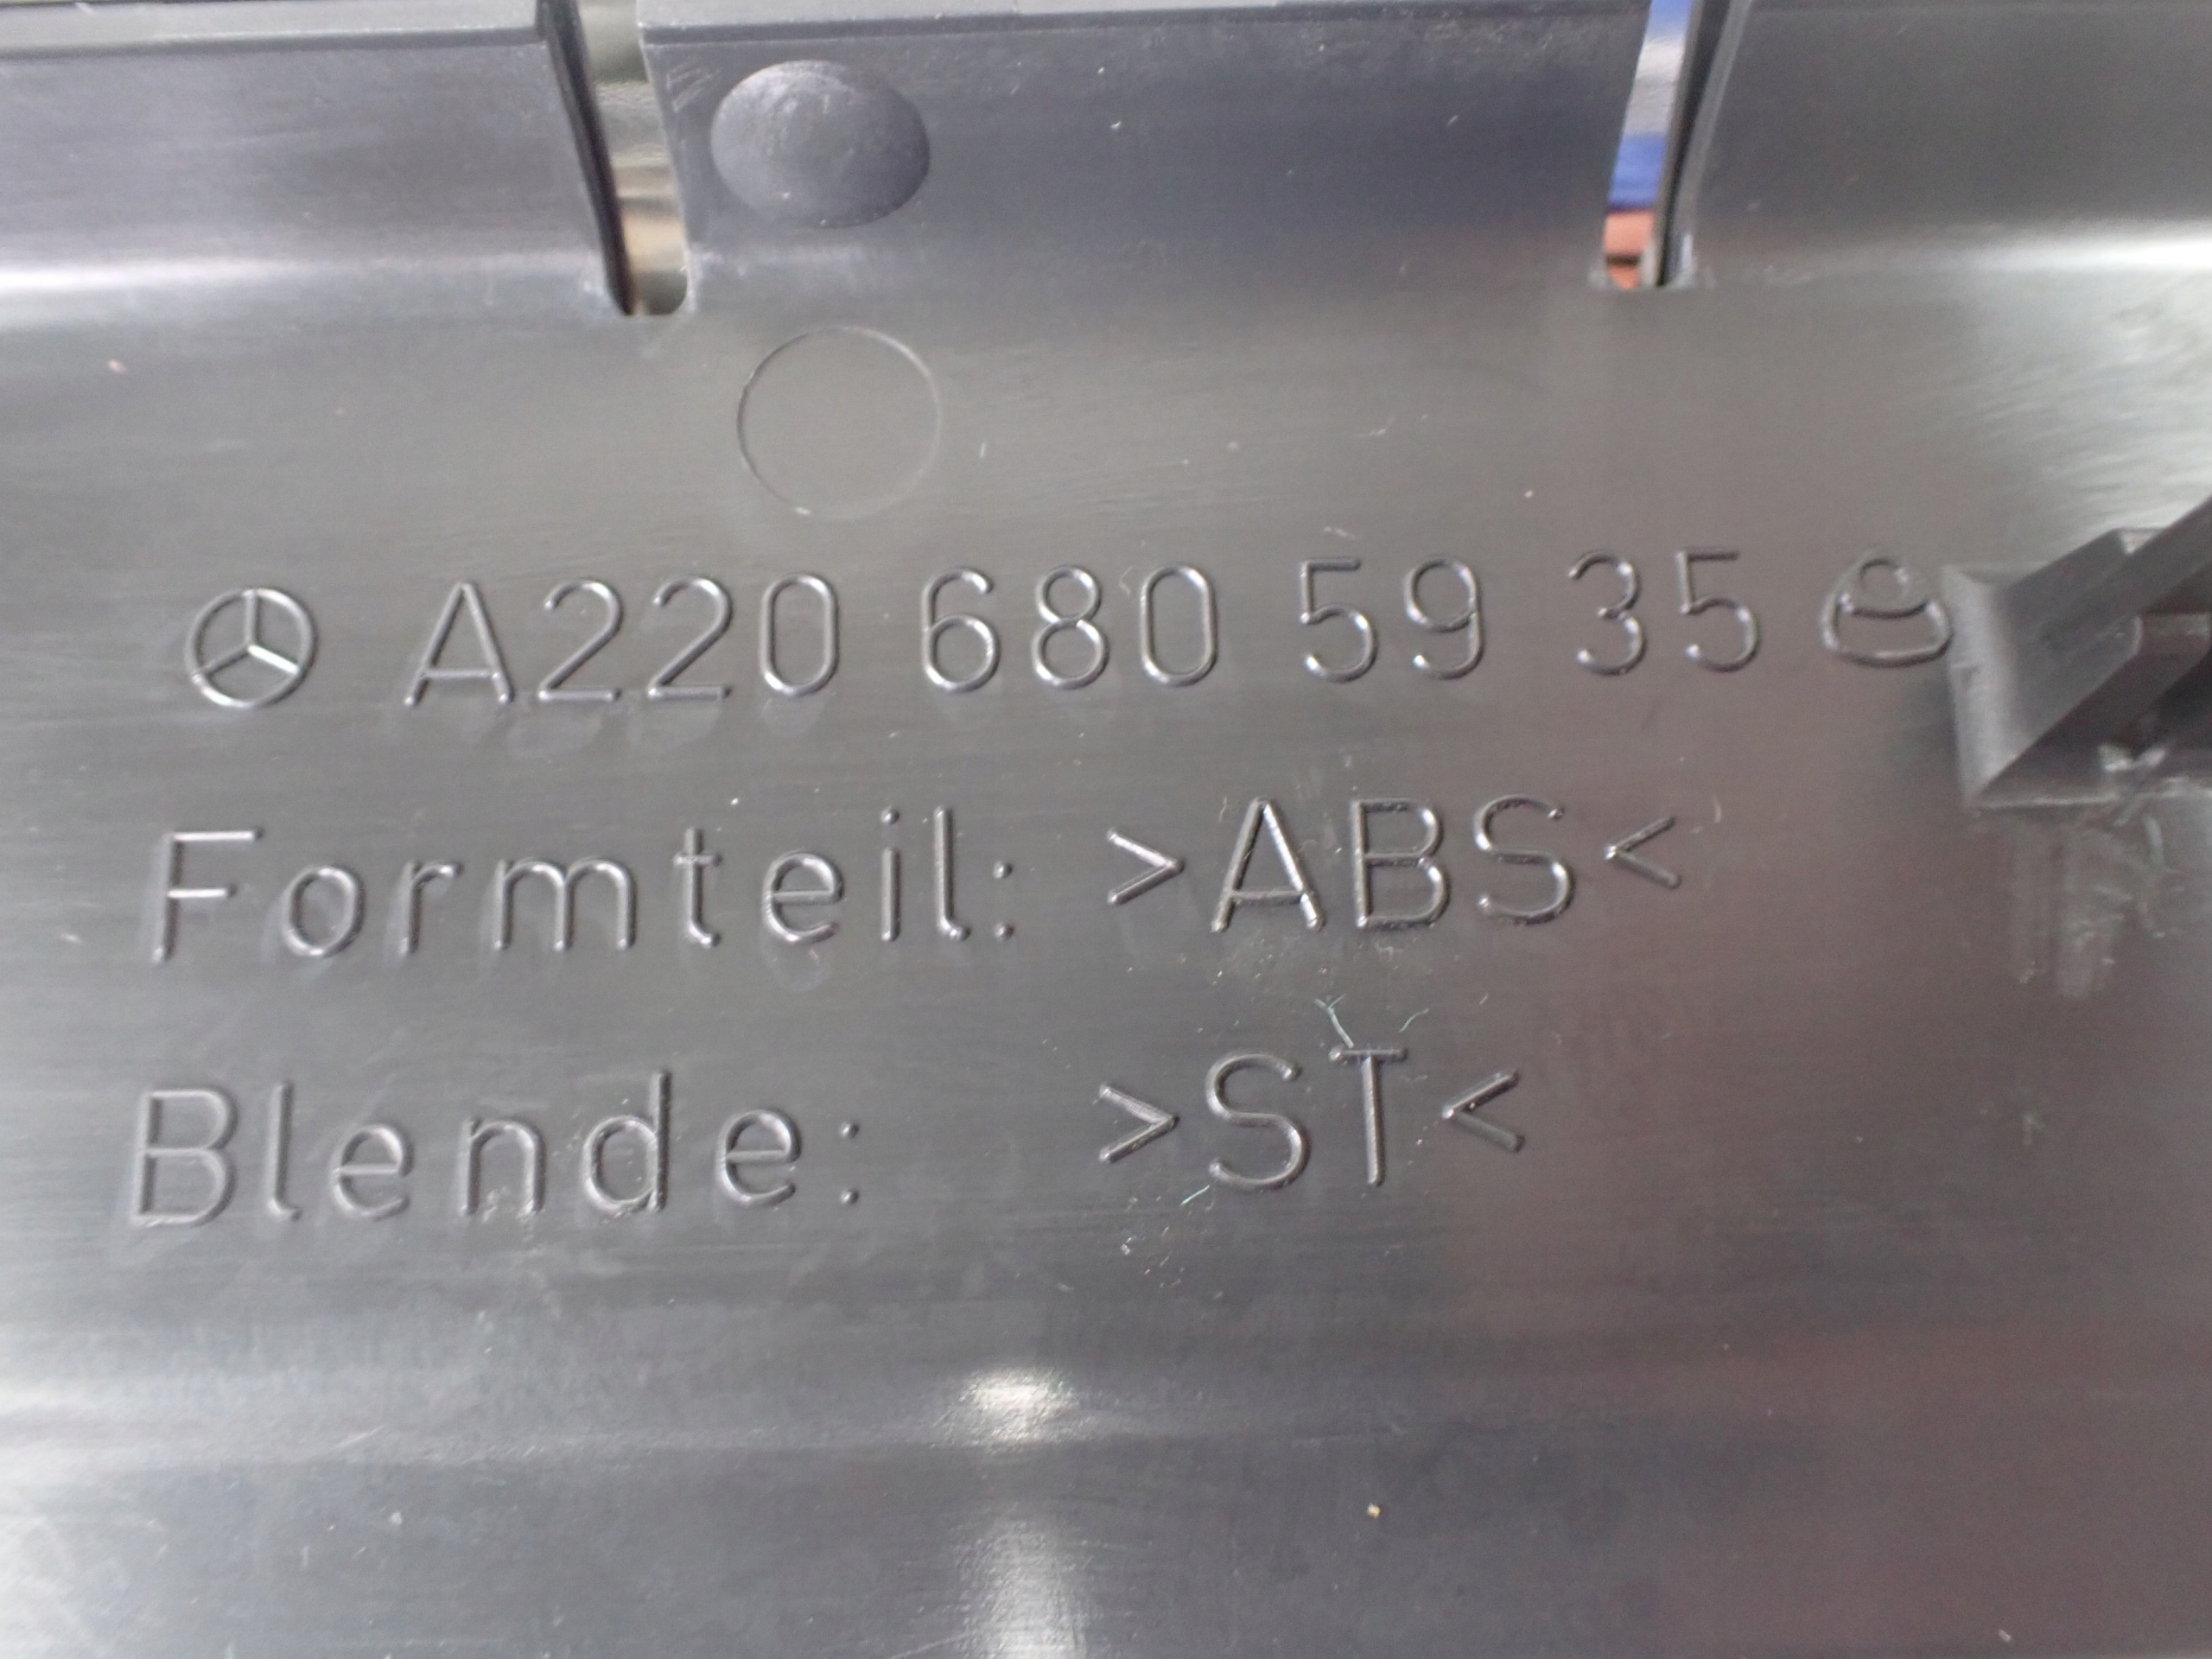 A220 680 59 35
Formteil: >ABS<
Blende: >ST<